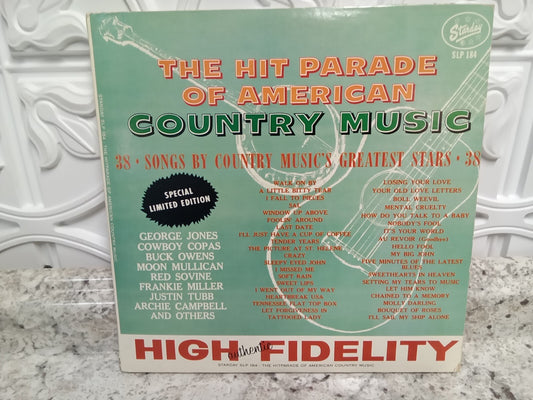 Starday
SLP 184
THE HIT PARADE
OF AMERICAN
COUNTRY MUSIC
38 • SONGS BY COUNTRY MUSIC'S GREATEST STARS • 38
SPECIAL
LIMITED EDITION
GEORGE JONES
COWBOY COPAS
BUCK OWENS
MOON MULLICAN
RED SOVINE
FRANKIE MILLER
JUSTIN TUBB
ARCHIE CAMPBELL
AND OTHERS
WALK ON BY
A LITTLE BITTY TEAR
I FALL TO PIECES
SAL
WINDOW UP ABOVE
FOOLIN' AROUND
LAST DATE
I'LL JUST HAVE A CUP OF COFFEE
TENDER YEARS
THE PICTURE AT ST. HELENE
CRAZY
SLEEPY-EYED JOHN
I MISSED ME
SOFT RAIN
SWEET LIPS
I WENT OUT OF MY WAY
HEARTBREAK USA
TENNESSEE FLAT TOP BOX
LET FORGIVENESS IN
TATTOOED LADY
LOSING YOUR LOVE
YOUR OLD LOVE LETTERS
BOLL WEEVIL
MENTAL CRUELTY
HOW DO YOU TALK TO A BABY
NOBODY'S FOOL
IT'S YOUR WORLD
AU REVOIR (Goodbye)
HELLO FOOL
MY BIG JOHN
FIVE MINUTES OF THE LATEST
BLUES
SWEETHEARTS IN HEAVEN
SETTING MY TEARS TO MUSIC
LET HIM KNOW
CHAINED TO A MEMORY
MOLLY DARLING
BOUQUET OF ROSES
I'LL SAIL MY SHIP ALONE
HIGH authentic FIDELITY
STARDAY SLP 184 · THE HITPARADE OF AMERICAN COUNTRY MUSIC